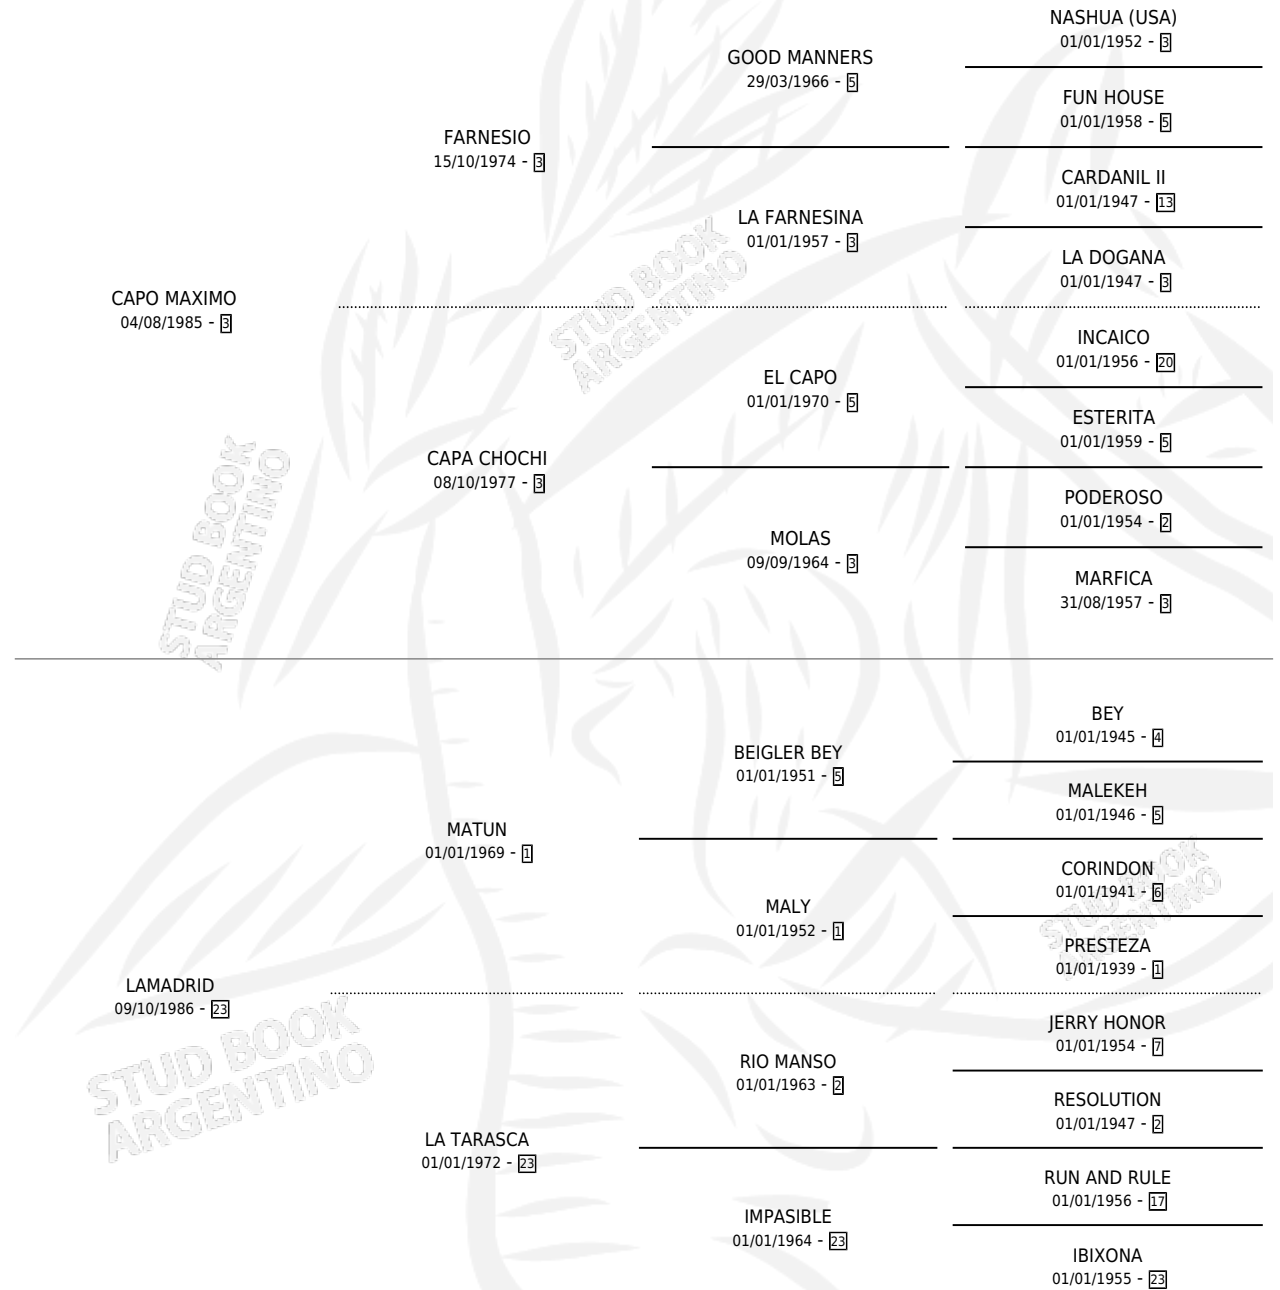 NASHUA (USA)
01/01/1952 - 3
GOOD MANNERS
29/03/1966 - 5
FUN HOUSE
01/01/1958 - 5
FARNESIO
15/10/1974 - 3
CARDANIL II
01/01/1947 - 13
LA FARNESINA
01/01/1957 - 3
LA DOGANA
01/01/1947 - 3
CAPO MAXIMO
04/08/1985 - 3
INCAICO
01/01/1956 - 20
EL CAPO
01/01/1970 - 5
ESTERITA
01/01/1959 - 5
CAPA CHOCHI
08/10/1977 - 3
PODEROSO
01/01/1954 - 2
MOLAS
09/09/1964 - 3
MARFICA
31/08/1957 - 3
BEY
01/01/1945 - 4
BEIGLER BEY
01/01/1951 - 5
MALEKEH
01/01/1946 - 5
MATUN
01/01/1969 - 1
CORINDON
01/01/1941 - 6
MALY
01/01/1952 - 1
PRESTEZA
01/01/1939 - 1
LAMADRID
09/10/1986 - 23
JERRY HONOR
01/01/1954 - 7
RIO MANSO
01/01/1963 - 2
RESOLUTION
01/01/1947 - 2
LA TARASCA
01/01/1972 - 23
RUN AND RULE
01/01/1956 - 17
IMPASIBLE
01/01/1964 - 23
IBIXONA
01/01/1955 - 23
STUD BOOK
ARGENTINO
STUD BOOK
ARGENTINO
STUD BOOK
ARGENTINO
STUD BOOK
ARGENTINO